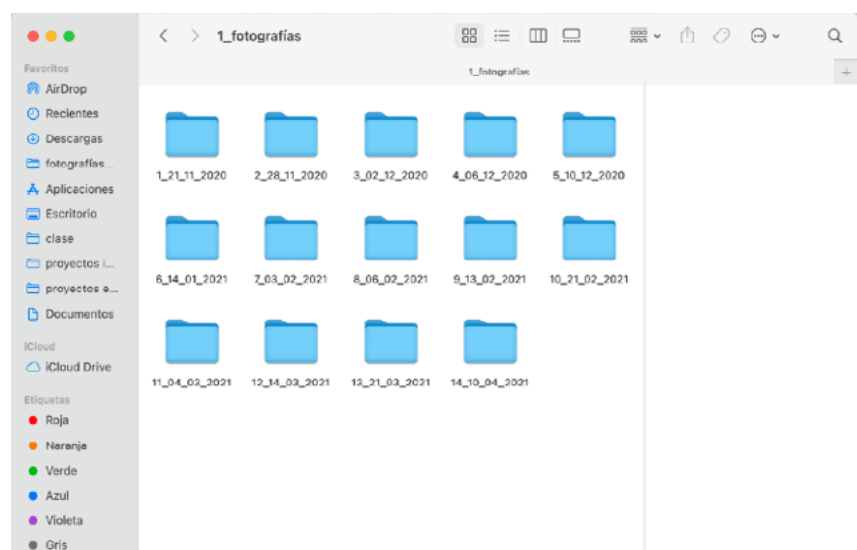 1_fotografías
1_fotografías
Favoritos
AirDrop
Recientes
Descargas
fotografías...
Aplicaciones
Escritorio
clase
proyectos i...
proyectos e...
Documentos
iCloud
iCloud Drive
Etiquetas
Roja
Naranja
Verde
Azul
Violeta
Gris
1_21_11_2020
2_28_11_2020
3_02_12_2020
4_06_12_2020
5_10_12_2020
6_14_01_2021
7_03_02_2021
8_06_02_2021
9_13_02_2021
10_21_02_2021
11_04_03_2021
12_14_03_2021
13_21_03_2021
14_10_04_2021